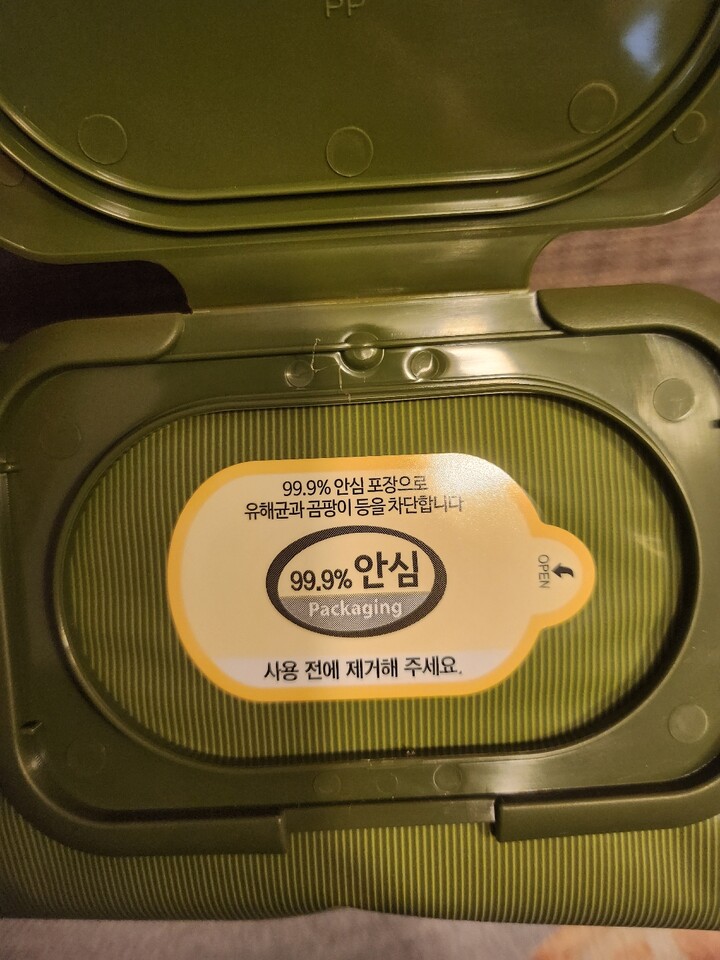 PP
99.9% 안심 포장으로
유해균과 곰팡이 등을 차단합니다
99.9% 안심
Packaging
OPEN
사용 전에 제거해 주세요.